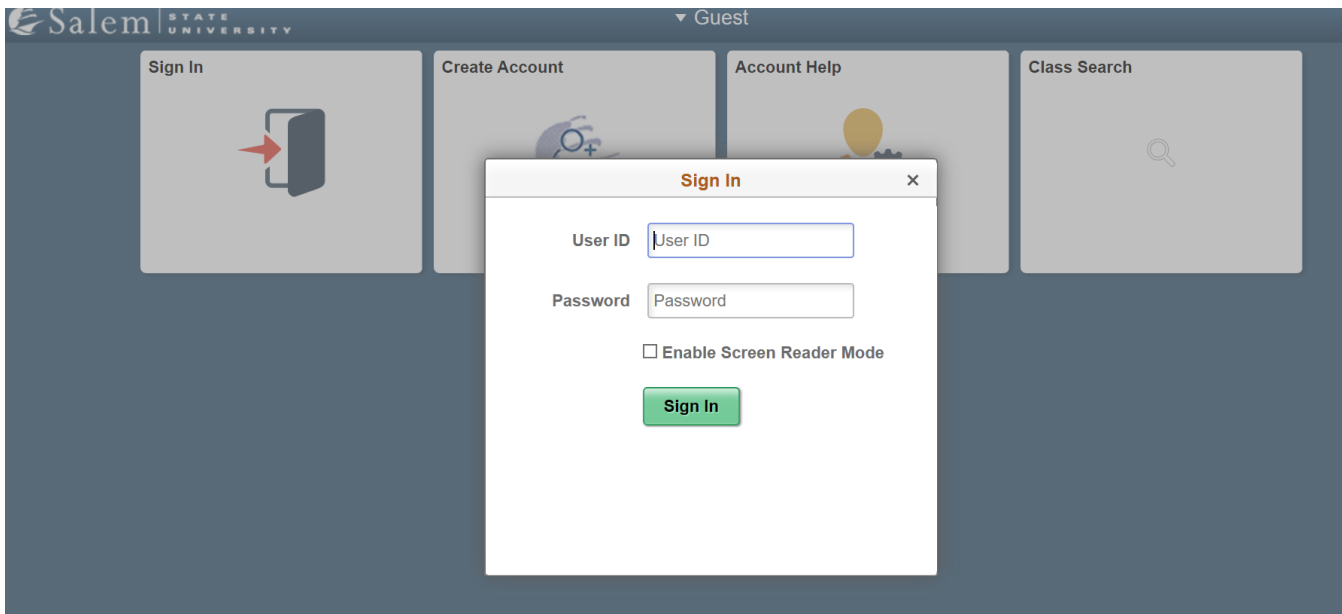 Salem STATE UNIVERSITY
▼ Guest
Sign In
Create Account
Account Help
Class Search
Sign In ×
User ID User ID
Password Password
Enable Screen Reader Mode
Sign In